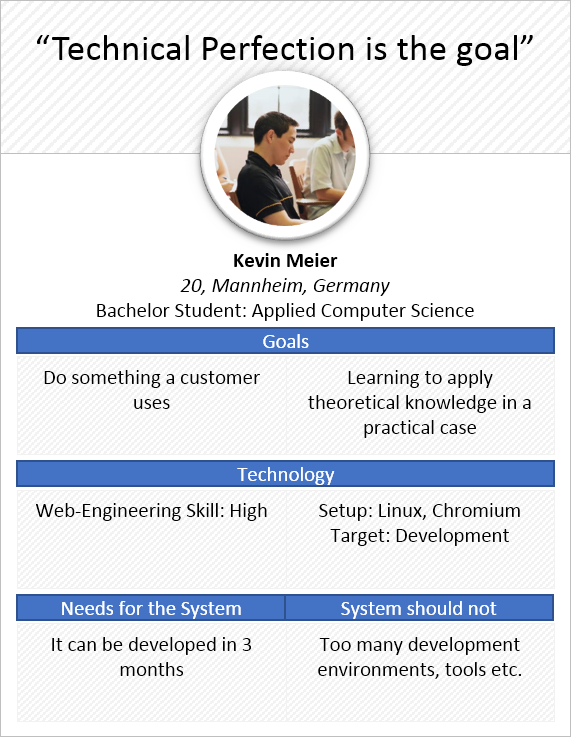 “Technical Perfection is the goal”
Kevin Meier
20, Mannheim, Germany
Bachelor Student: Applied Computer Science
Goals
Do something a customer
uses
Learning to apply
theoretical knowledge in a
practical case
Technology
Web-Engineering Skill: High
Setup: Linux, Chromium
Target: Development
Needs for the System
System should not
It can be developed in 3
months
Too many development
environments, tools etc.